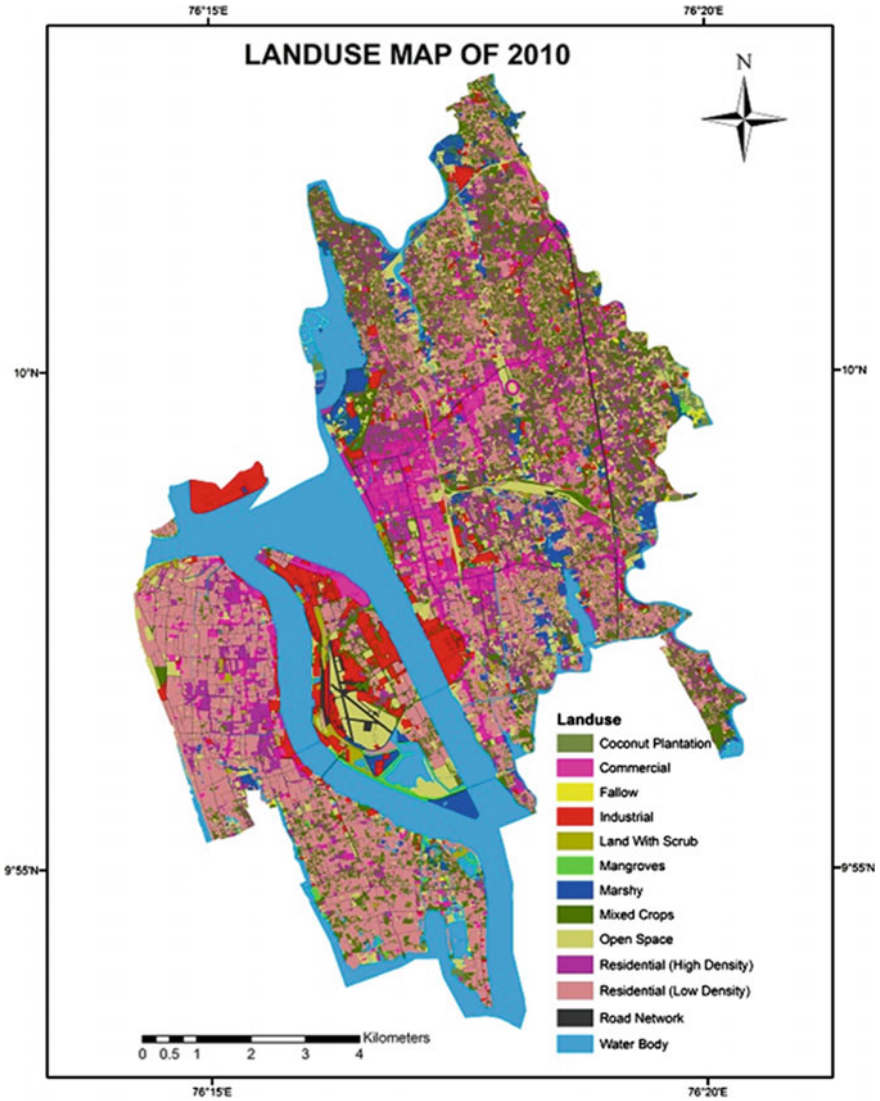 76°15'E 76°20'E
LANDUSE MAP OF 2010
N
10°N 10°N
9°55'N 9°55'N
Landuse
Coconut Plantation
Commercial
Fallow
Industrial
Land With Scrub
Mangroves
Marshy
Mixed Crops
Open Space
Residential (High Density)
Residential (Low Density)
Road Network
Water Body
Kilometers
0 0.5 1 2 3 4
76°15'E 76°20'E